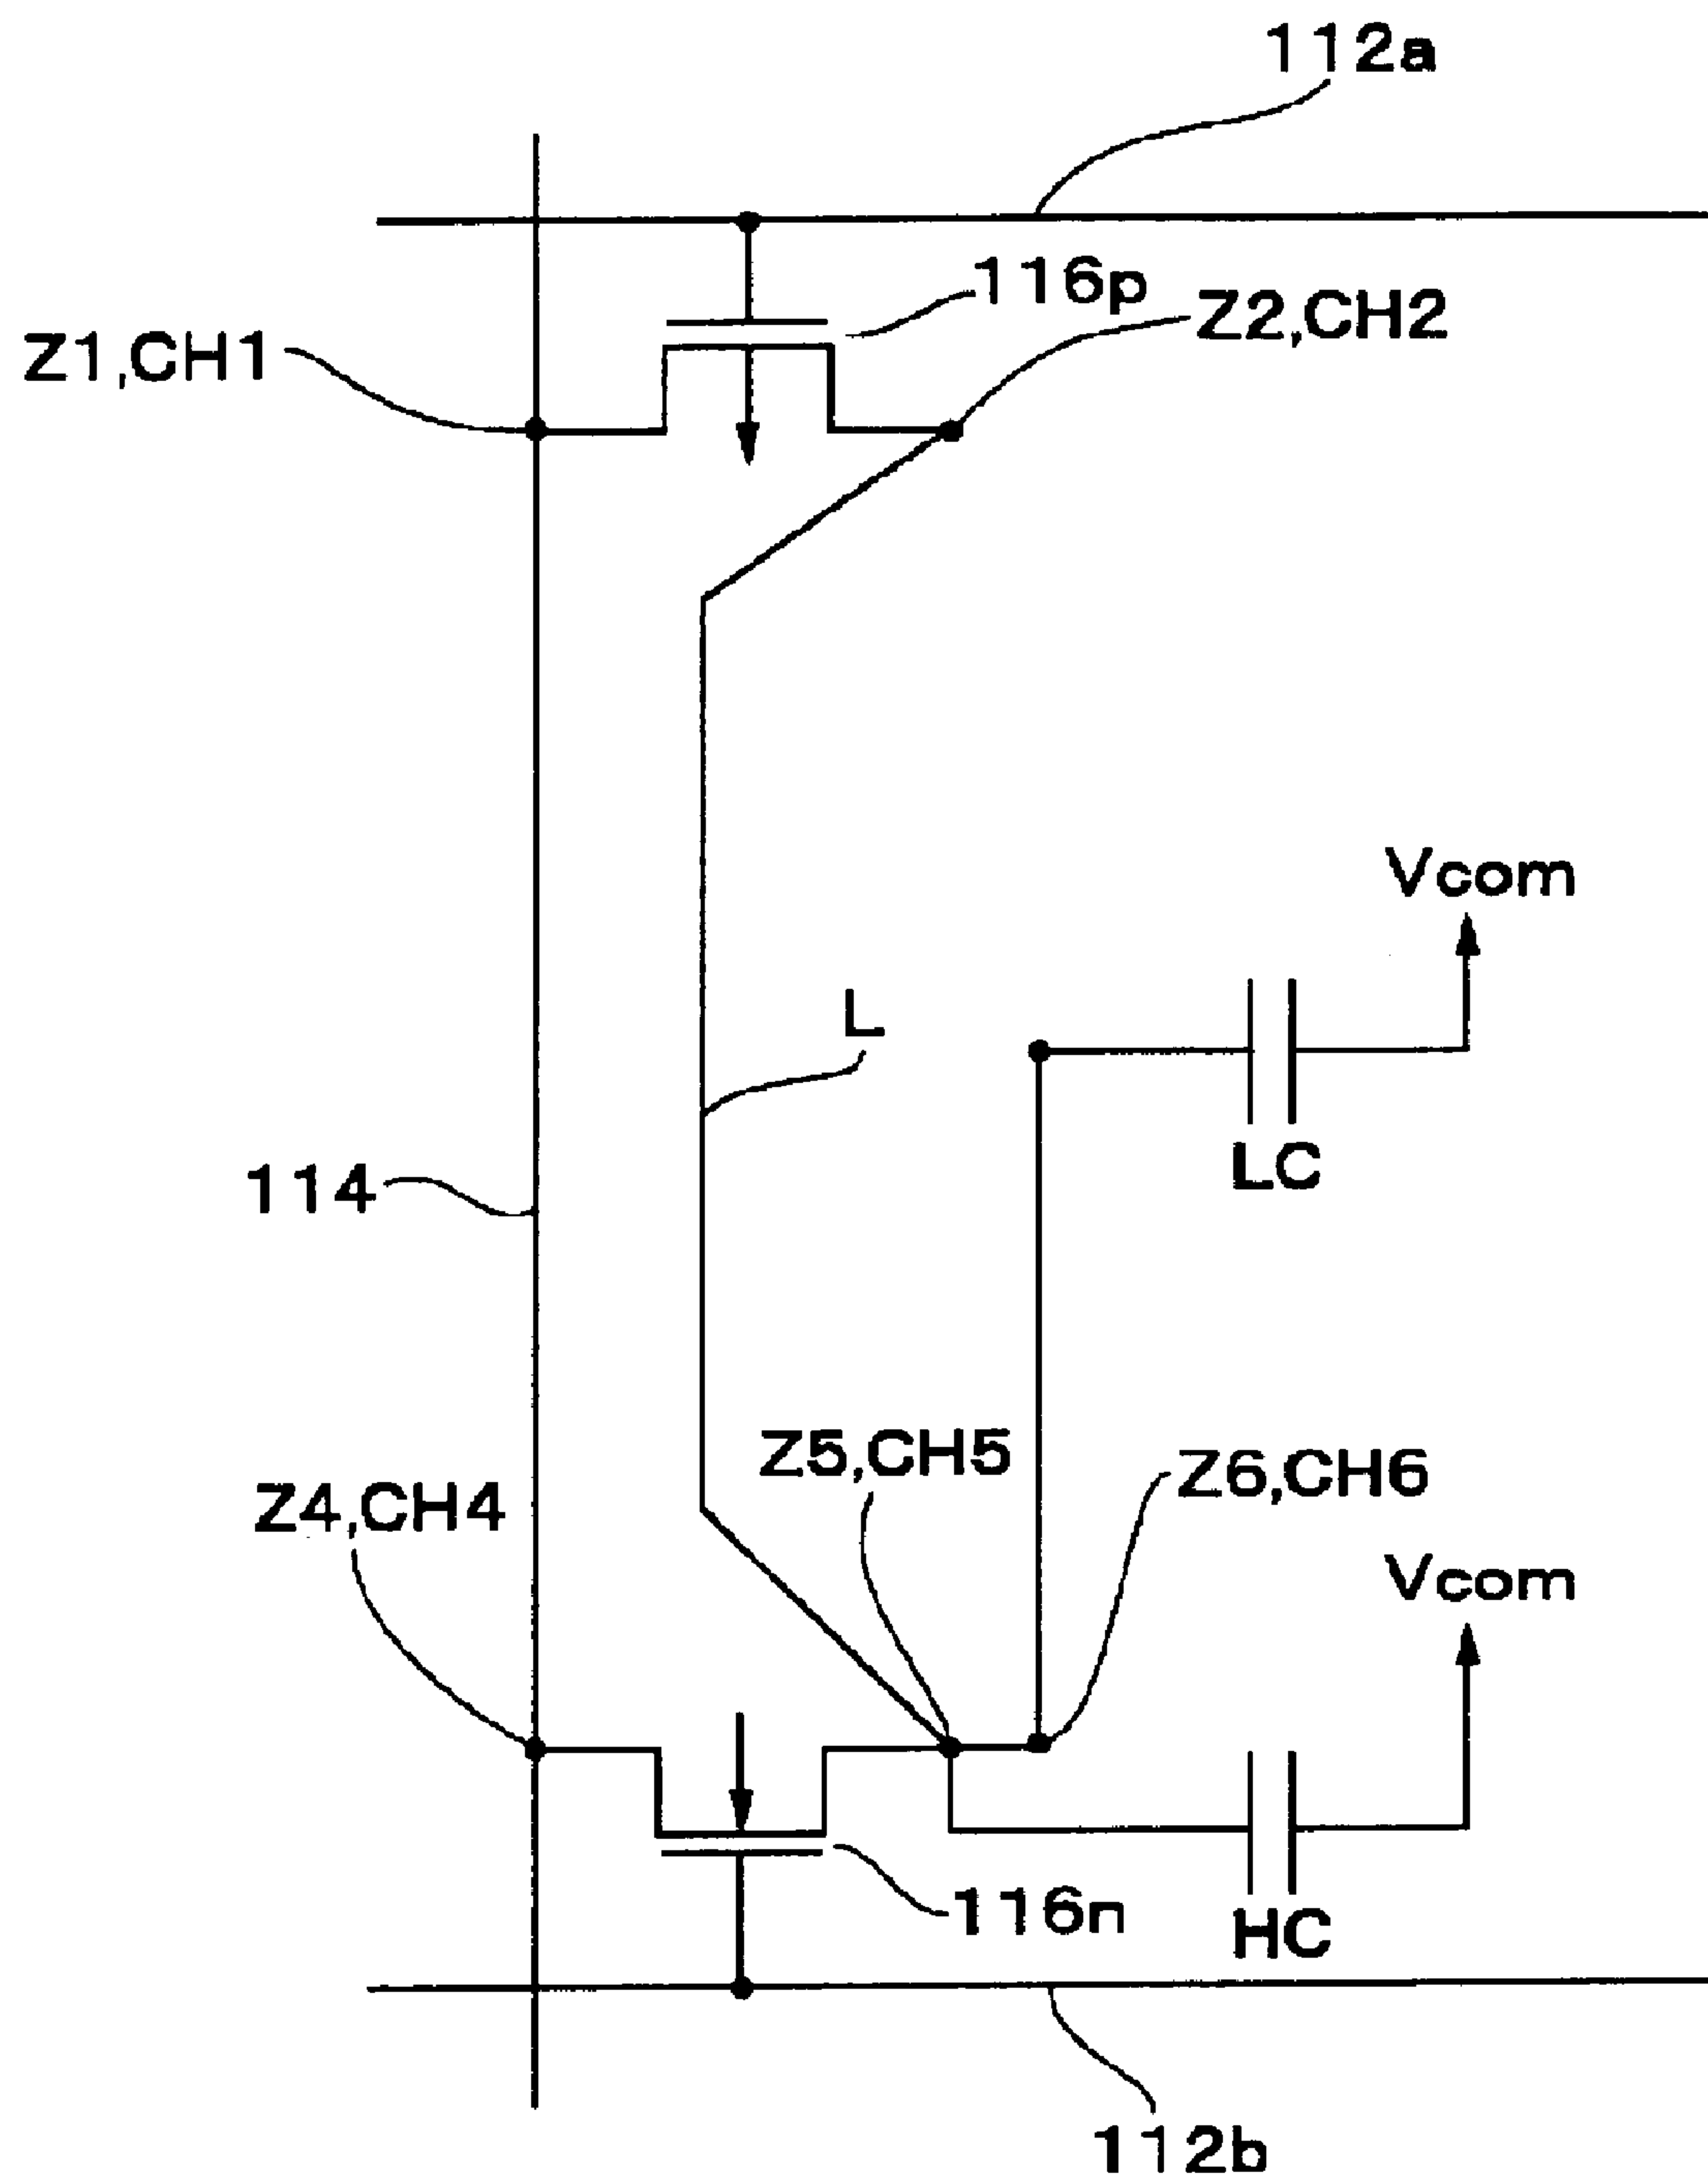 112a
116p
Z2,CH2
Z1,CH1
Vcom
L
LC
114
Z5,CH5
Z6,CH6
Z4,CH4
Vcom
116n
HC
112b